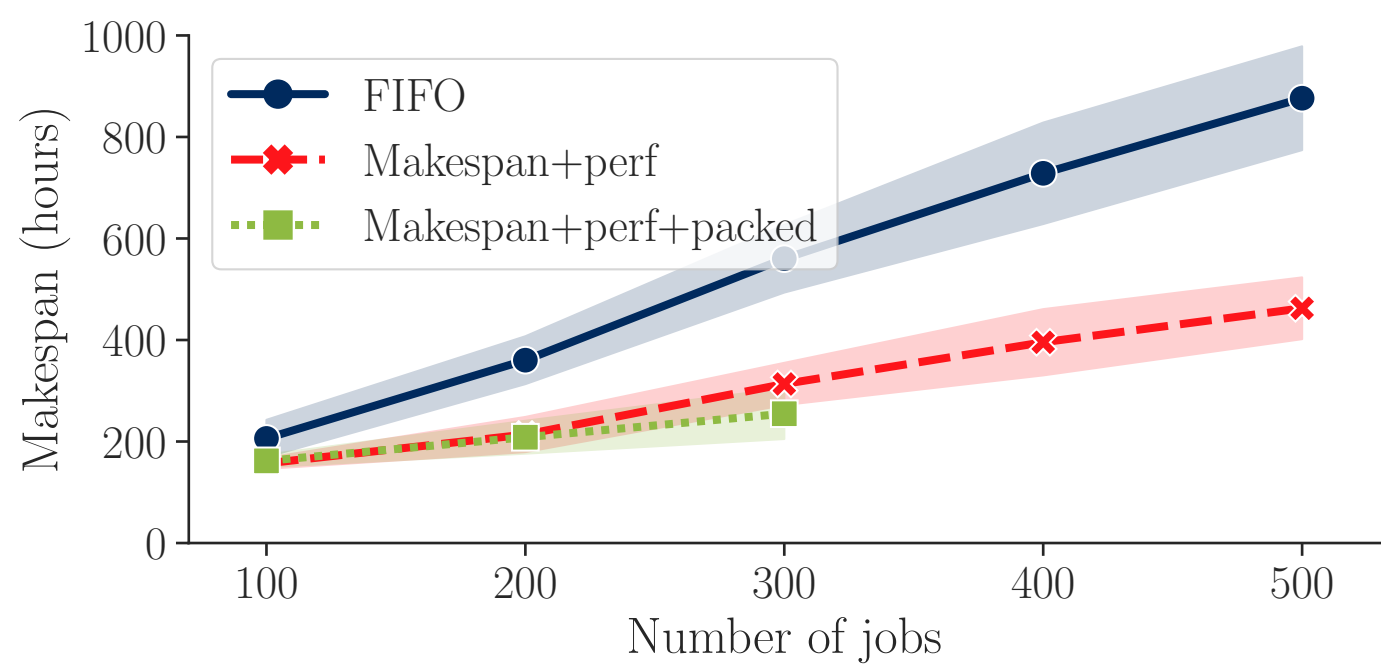 Makespan (hours)
1000
800
600
400
200
0
FIFO
Makespan+perf
Makespan+perf+packed
100 200 300 400 500
Number of jobs